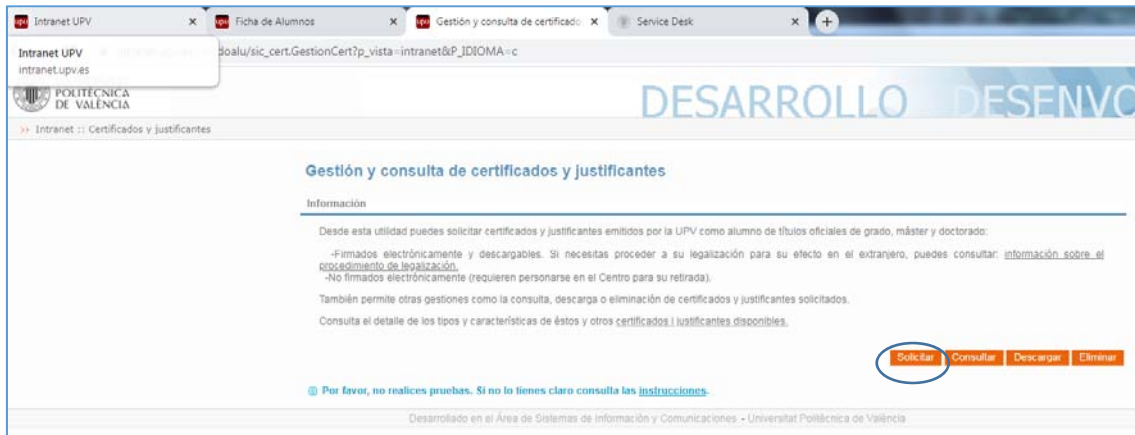 Intranet UPV
Ficha de Alumnos
Gestión y consulta de certificado
Service Desk
Intranet UPV
intranet.upv.es
doalu/sic_cert.GestionCert?p_vista=intranet&P_IDIOMA=c
POLITÈCNICA
DE VALÈNCIA
DESARROLLO DESENVO
>> Intranet :: Certificados y justificantes
Gestión y consulta de certificados y justificantes
Información
Desde esta utilidad puedes solicitar certificados y justificantes emitidos por la UPV como alumno de títulos oficiales de grado, máster y doctorado:
-Firmados electrónicamente y descargables. Si necesitas proceder a su legalización para su efecto en el extranjero, puedes consultar: información sobre el
procedimiento de legalización.
-No firmados electrónicamente (requieren personarse en el Centro para su retirada).
También permite otras gestiones como la consulta, descarga o eliminación de certificados y justificantes solicitados.
Consulta el detalle de los tipos y características de éstos y otros certificados i justificantes disponibles.
Solicitar Consultar Descargar Eliminar
Por favor, no realices pruebas. Si no lo tienes claro consulta las instrucciones.
Desarrollado en el Área de Sistemas de Información y Comunicaciones - Universitat Politècnica de València